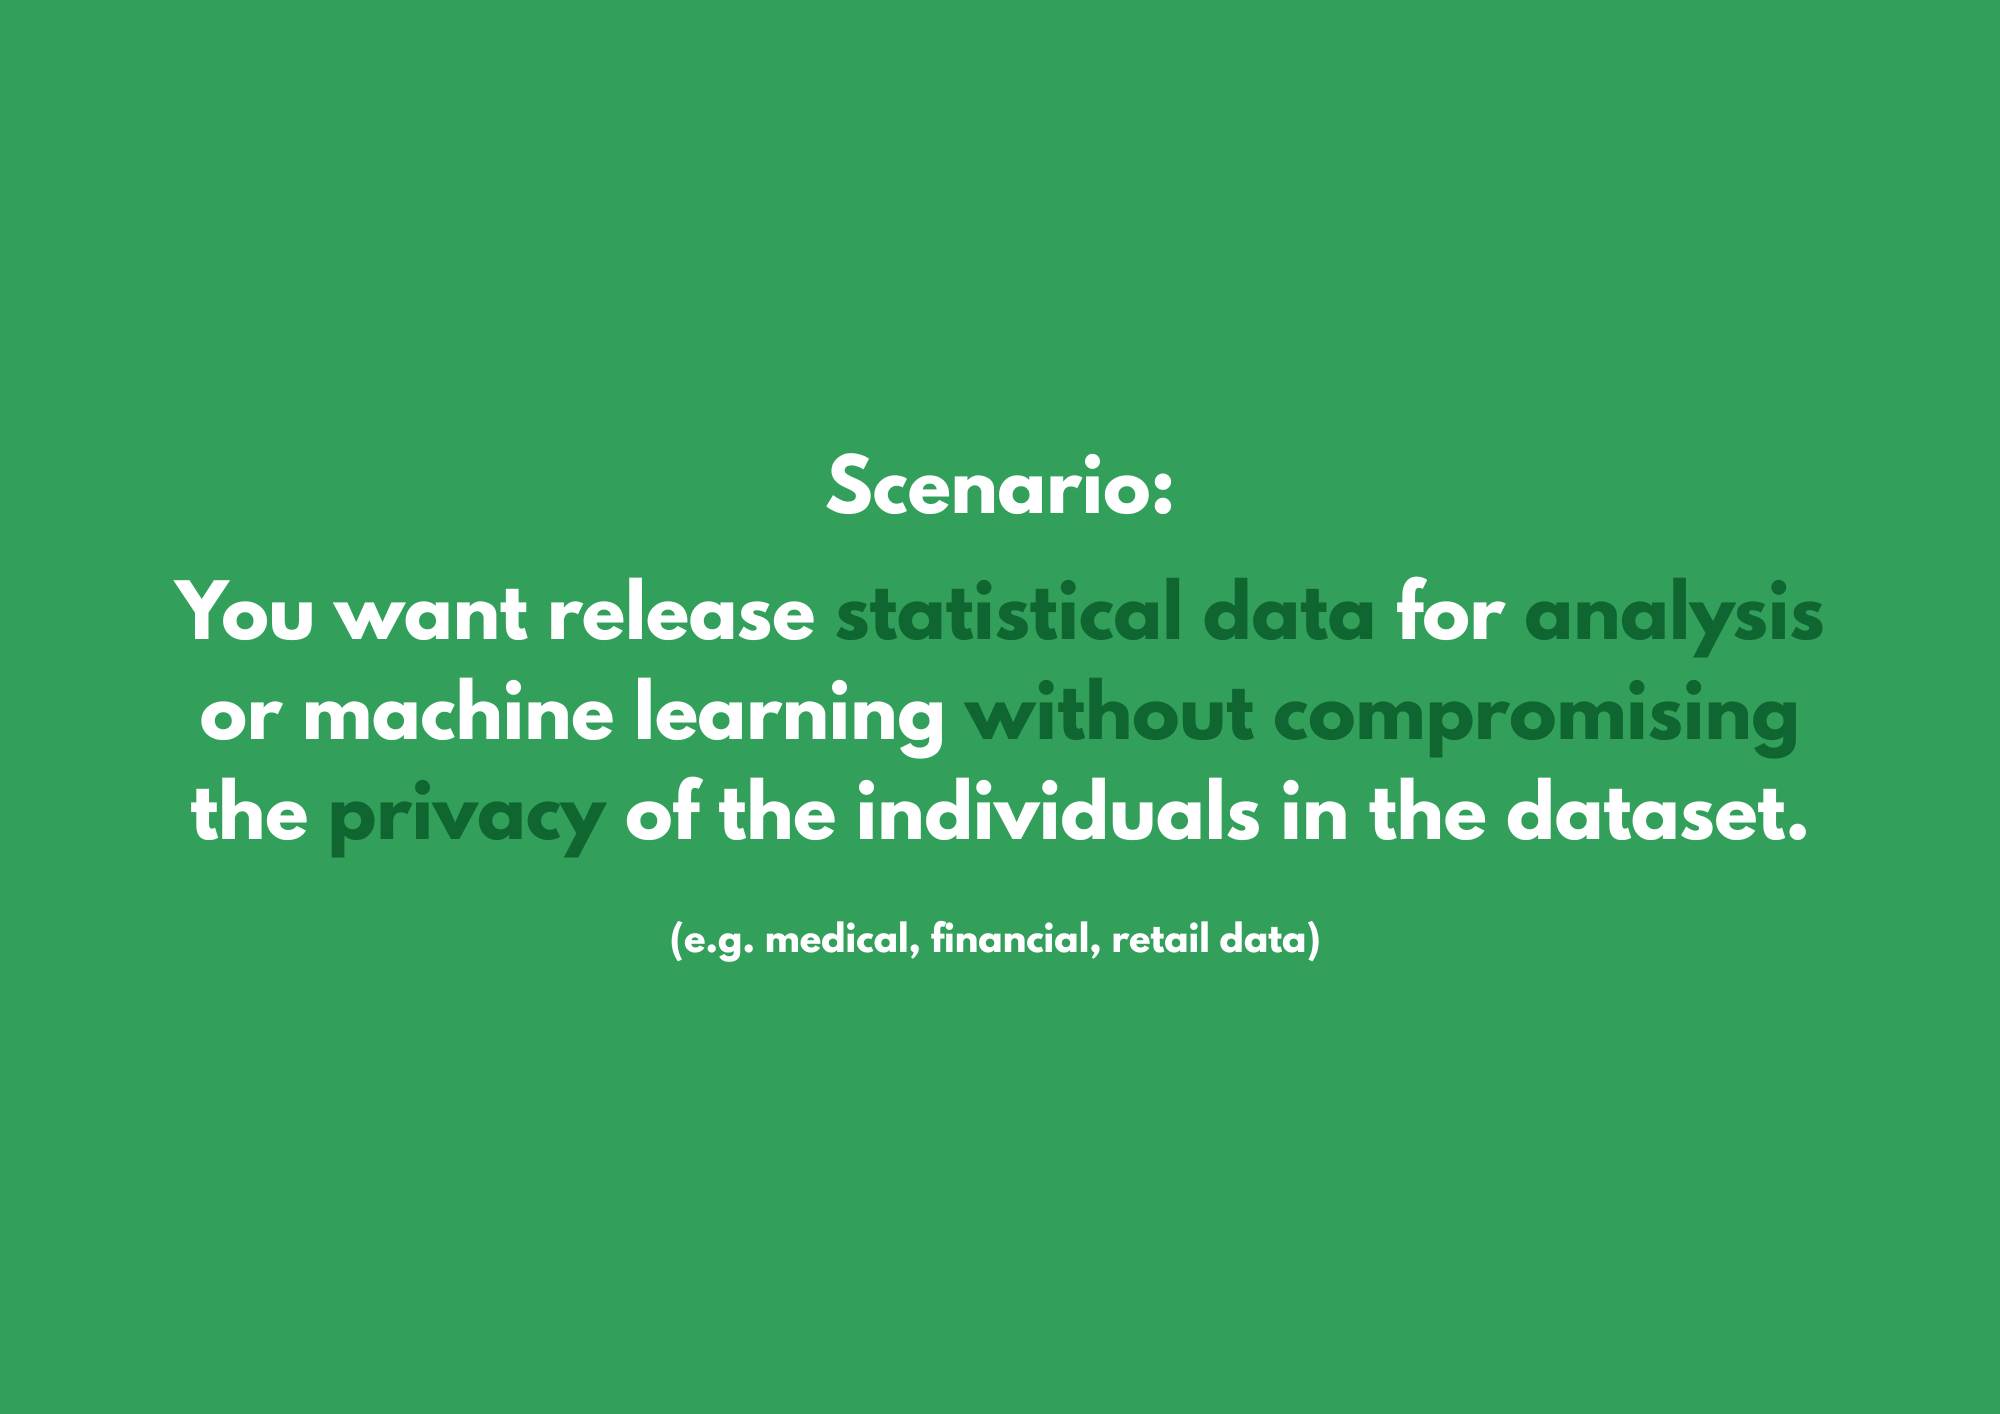 Scenario:
You want release statistical data for analysis
or machine learning without compromising
the privacy of the individuals in the dataset.
(e.g. medical, financial, retail data)